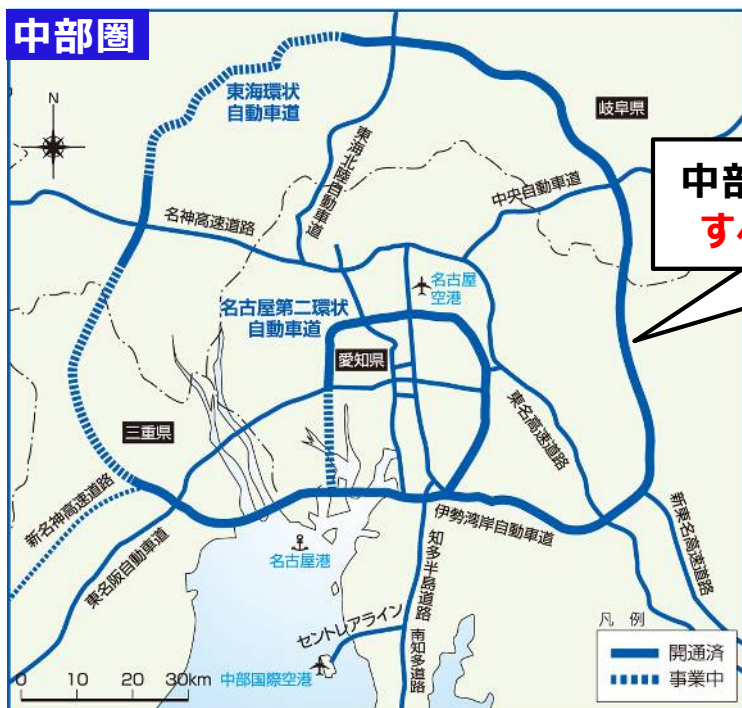 中部圏
東海環状
自動車道
岐阜県
N
東海北陸自動車道
中部
中央自動車道
名神高速道路
名古屋
空港
名古屋第二環状
自動車道
愛知県
三重県
東名高速道路
新名神高速道路
新東名高速道路
伊勢湾岸自動車道
東名阪自動車道
名古屋港
知多半島道路
セントレアライン
南知多道路
中部国際空港
凡 例
開通済
事業中
0 10 20 30km